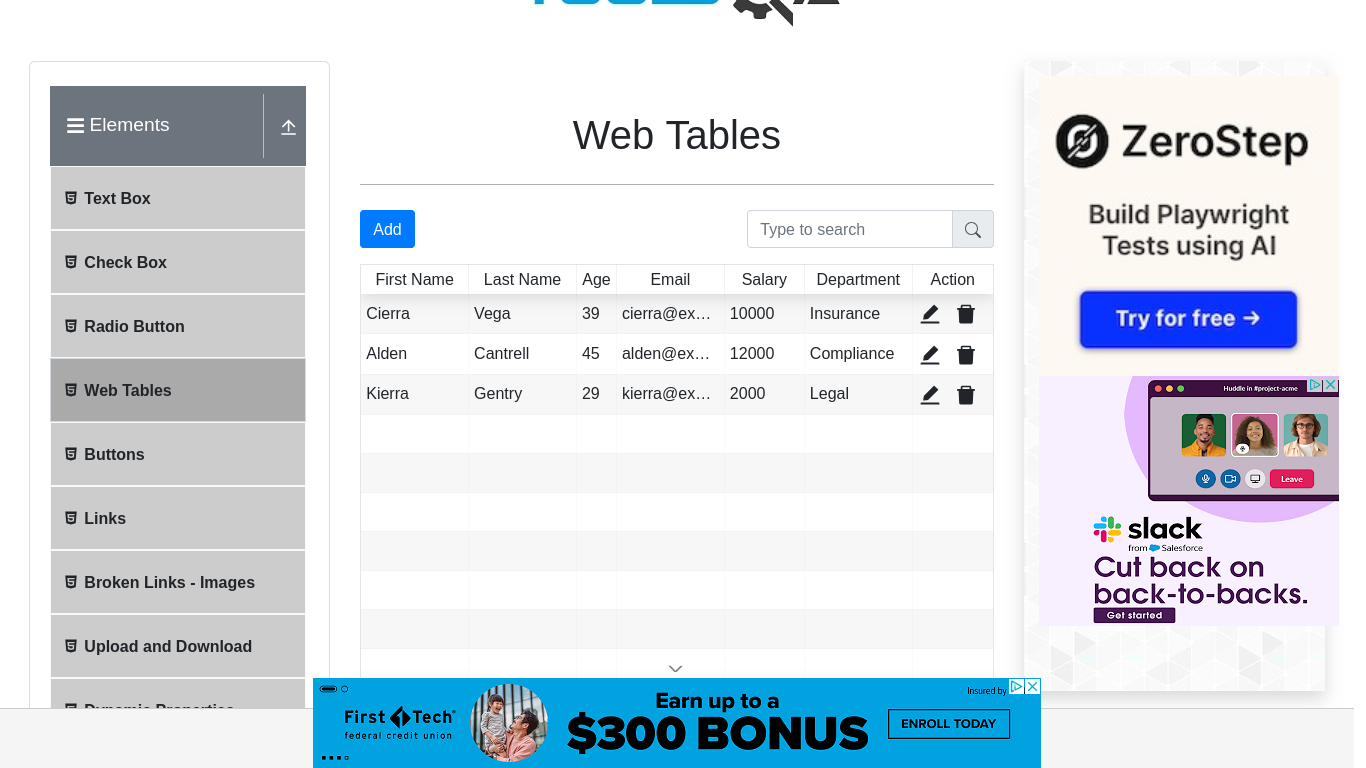 Elements
Text Box
Check Box
Radio Button
Web Tables
Buttons
Links
Broken Links - Images
Upload and Download
Web Tables
Add
Type to search
First Name Last Name Age Email Salary Department Action
Cierra Vega 39 cierra@ex… 10000 Insurance
Alden Cantrell 45 alden@ex… 12000 Compliance
Kierra Gentry 29 kierra@ex… 2000 Legal
ZeroStep
Build Playwright
Tests using AI
Try for free →
Huddle in #project-acme
Leave
slack
from Salesforce
Cut back on
back-to-backs.
Get started
First Tech
federal credit union
Earn up to a
$300 BONUS
Insured by
ENROLL TODAY